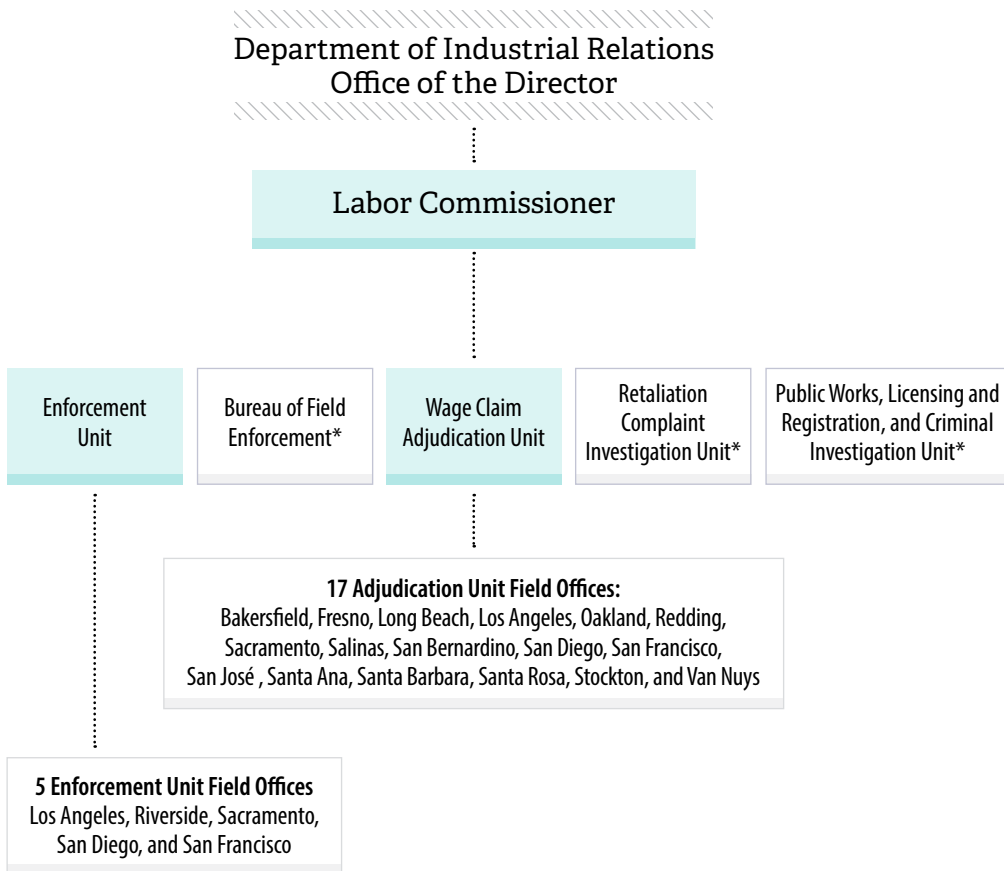 Department of Industrial Relations
Office of the Director
Labor Commissioner
Enforcement
Unit
Bureau of Field
Enforcement*
Wage Claim
Adjudication Unit
Retaliation
Complaint
Investigation Unit*
Public Works, Licensing and
Registration, and Criminal
Investigation Unit*
17 Adjudication Unit Field Offices:
Bakersfield, Fresno, Long Beach, Los Angeles, Oakland, Redding,
Sacramento, Salinas, San Bernardino, San Diego, San Francisco,
San José , Santa Ana, Santa Barbara, Santa Rosa, Stockton, and Van Nuys
5 Enforcement Unit Field Offices
Los Angeles, Riverside, Sacramento,
San Diego, and San Francisco